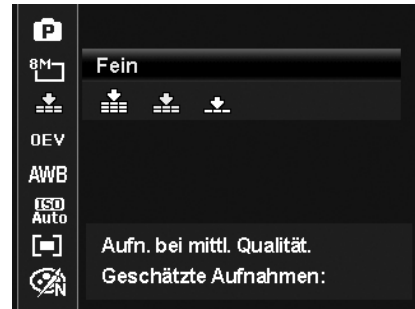 P
8M
Fein
0EV
AWB
ISO
Auto
Aufn. bei mittl. Qualität.
N
Geschätzte Aufnahmen: